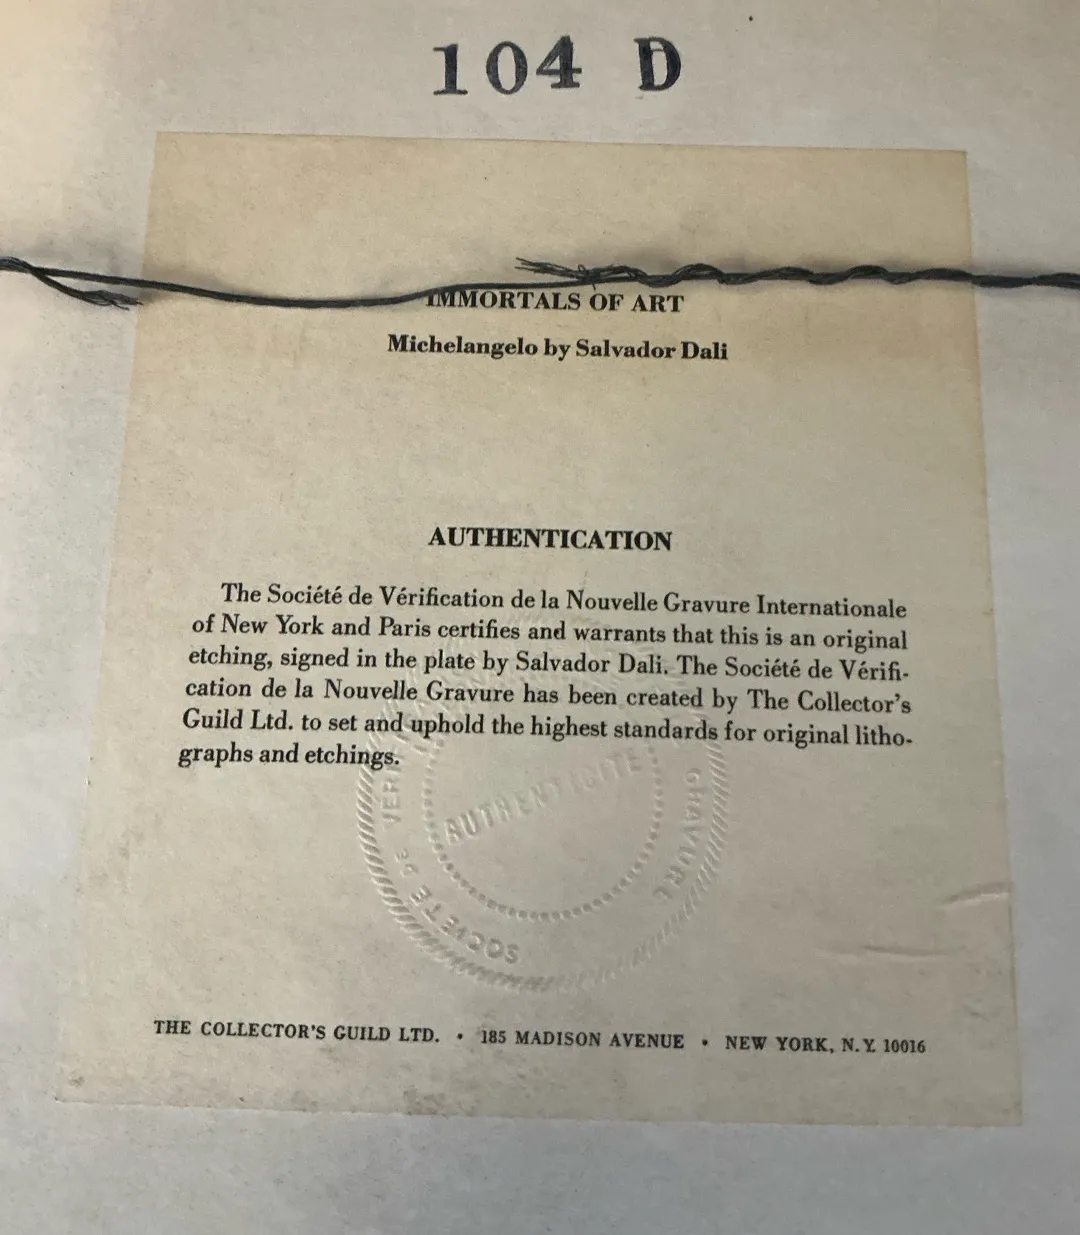 104 D
IMMORTALS OF ART
Michelangelo by Salvador Dali
AUTHENTICATION
The Société de Vérification de la Nouvelle Gravure Internationale
of New York and Paris certifies and warrants that this is an original
etching, signed in the plate by Salvador Dali. The Société de Vérifi-
cation de la Nouvelle Gravure has been created by The Collector's
Guild Ltd. to set and uphold the highest standards for original litho-
graphs and etchings.
AUTHENTICITE
SOCIETE DE VERI
GRAVURE
THE COLLECTOR'S GUILD LTD. • 185 MADISON AVENUE • NEW YORK, N.Y. 10016